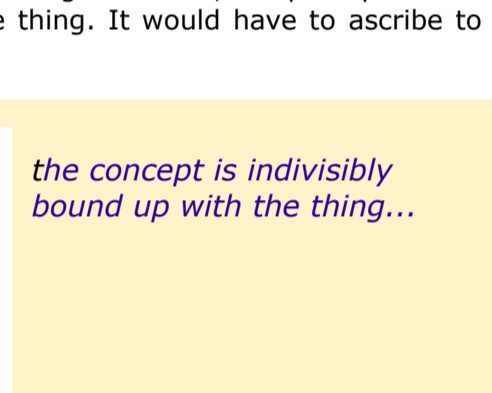 thing. It would have to ascribe to
the concept is indivisibly
bound up with the thing...